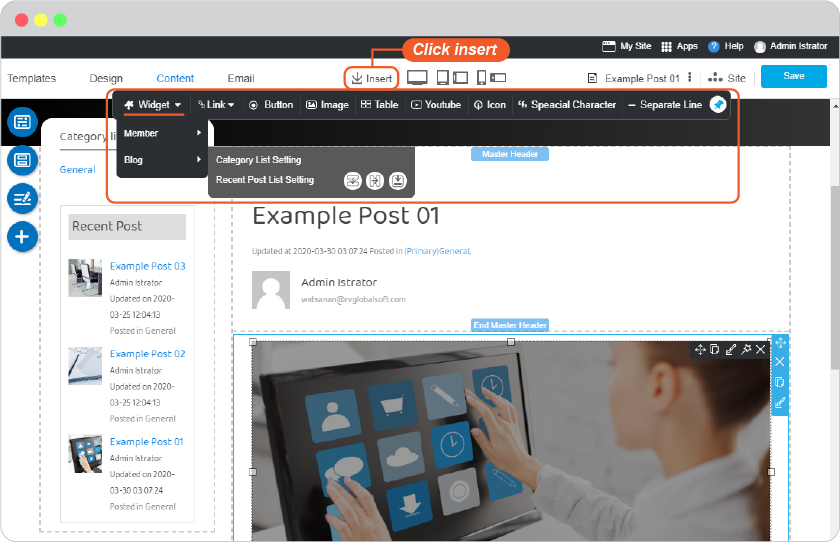 Click insert
My Site Apps Help Admin Istrator
Templates Design Content Email Insert Example Post 01 Site Save
Widget Link Button Image Table Youtube Icon Speacial Character Separate Line
Member
Blog
Category List Setting
Recent Post List Setting
Category li
General
Recent Post
Example Post 03
Admin Istrator
Updated on 2020-
03-25 12:04:13
Posted in General
Example Post 02
Admin Istrator
Updated on 2020-
03-25 12:04:13
Posted in General
Example Post 01
Admin Istrator
Updated on 2020-
03-30 03:07:24
Posted in General
Master Header
Example Post 01
Updated at 2020-03-30 03:07:24 Posted in (Primary)General,
Admin Istrator
watsanan@rvglobalsoft.com
End Master Header